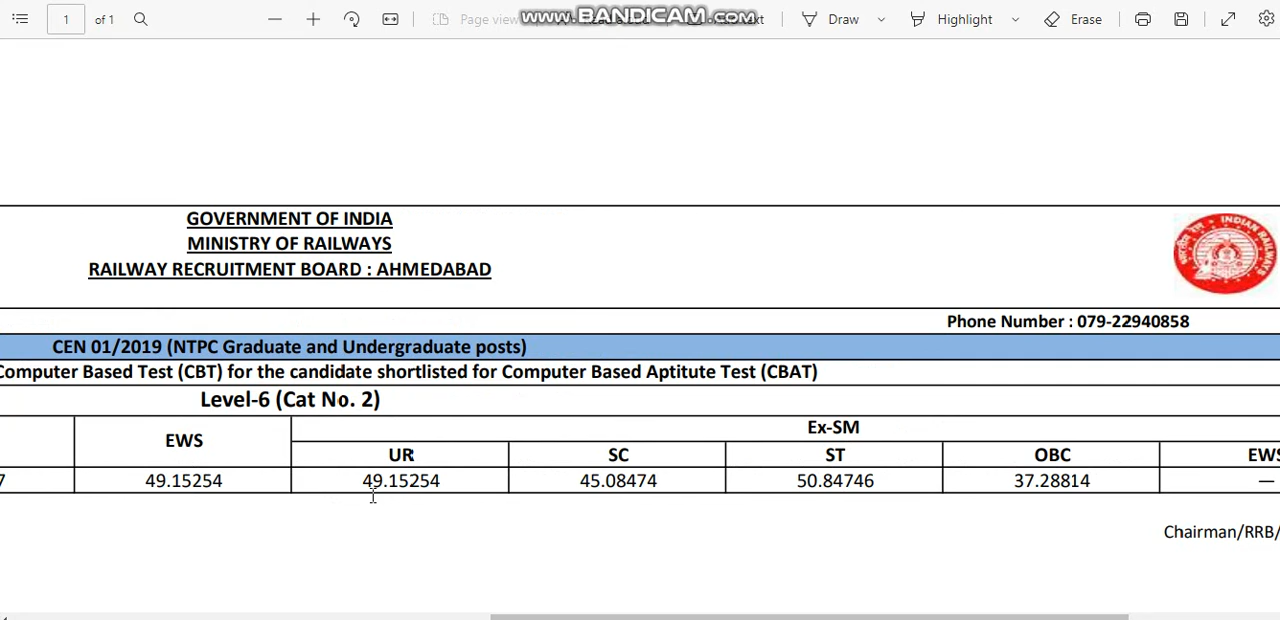 1 of 1 Page view Draw Highlight Erase
www.BANDICAM.com
GOVERNMENT OF INDIA
MINISTRY OF RAILWAYS
RAILWAY RECRUITMENT BOARD : AHMEDABAD
INDIAN RAILWAYS
Phone Number : 079-22940858
CEN 01/2019 (NTPC Graduate and Undergraduate posts)
Computer Based Test (CBT) for the candidate shortlisted for Computer Based Aptitute Test (CBAT)
Level-6 (Cat No. 2)
EWS Ex-SM
UR SC ST OBC EWS
7 49.15254 49.15254 45.08474 50.84746 37.28814 —
Chairman/RRB/